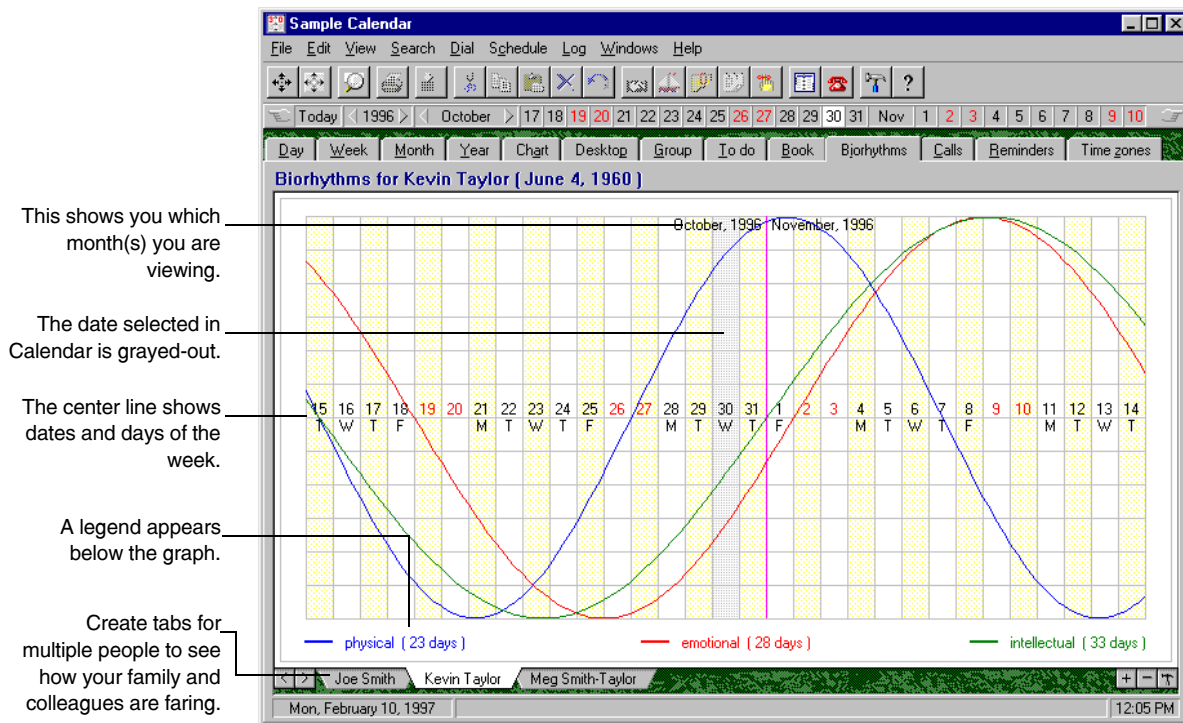 Sample Calendar
File Edit View Search Dial Schedule Log Windows Help
?
Today < 1996 > < October > 17 18 19 20 21 22 23 24 25 26 27 28 29 30 31 Nov 1 2 3 4 5 6 7 8 9 10
Day Week Month Year Chart Desktop Group To do Book Biorhythms Calls Reminders Time zones
Biorhythms for Kevin Taylor ( June 4, 1960 )
This shows you which
month(s) you are
viewing.
October, 1996 November, 1996
The date selected in
Calendar is grayed-out.
The center line shows
dates and days of the
week.
15 16 17 18 19 20 21 22 23 24 25 26 27 28 29 30 31 1 2 3 4 5 6 7 8 9 10 11 12 13 14
T W T F M T W T F M T W T F M T W T F M T W T
A legend appears
below the graph.
physical ( 23 days ) emotional ( 28 days ) intellectual ( 33 days )
Create tabs for
multiple people to see
how your family and
colleagues are faring.
< > Joe Smith Kevin Taylor Meg Smith-Taylor + −
Mon, February 10, 1997 12:05 PM